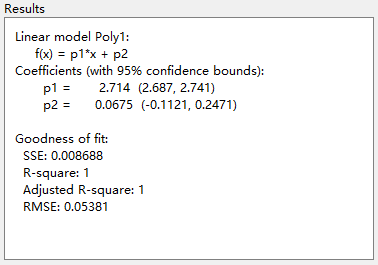 Results
Linear model Poly1:
f(x) = p1*x + p2
Coefficients (with 95% confidence bounds):
p1 = 2.714 (2.687, 2.741)
p2 = 0.0675 (-0.1121, 0.2471)
Goodness of fit:
SSE: 0.008688
R-square: 1
Adjusted R-square: 1
RMSE: 0.05381